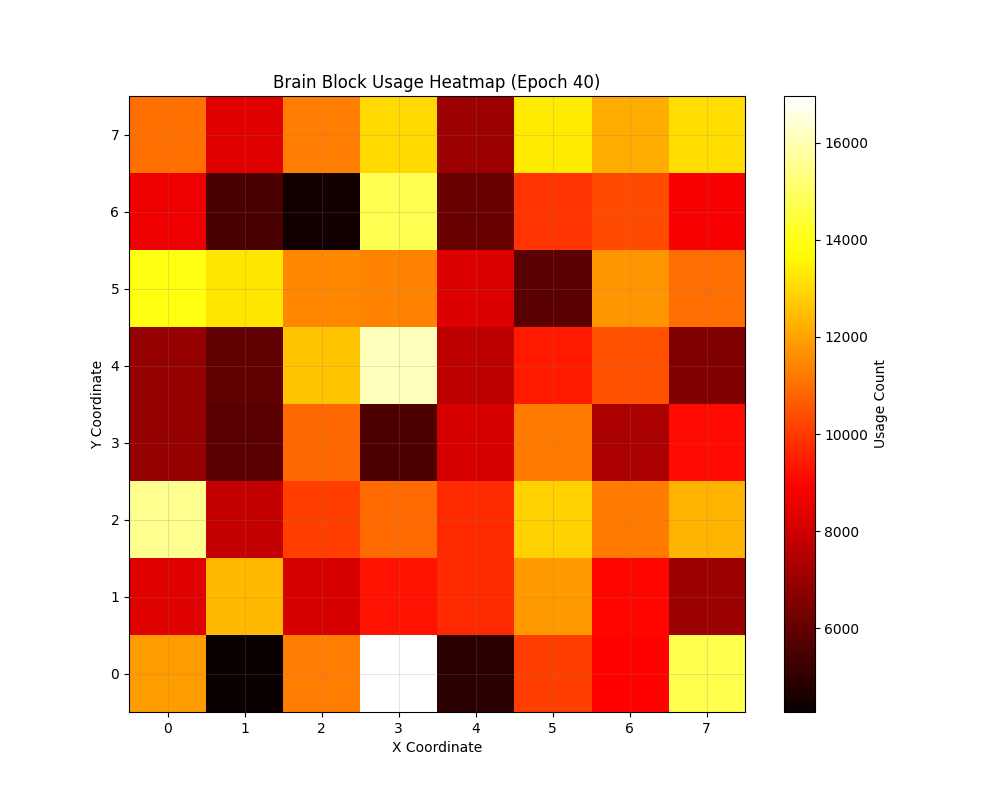 Brain Block Usage Heatmap (Epoch 40)
7
6
5
4
3
2
1
0
Y Coordinate
0 1 2 3 4 5 6 7
X Coordinate
16000
14000
12000
10000
8000
6000
Usage Count